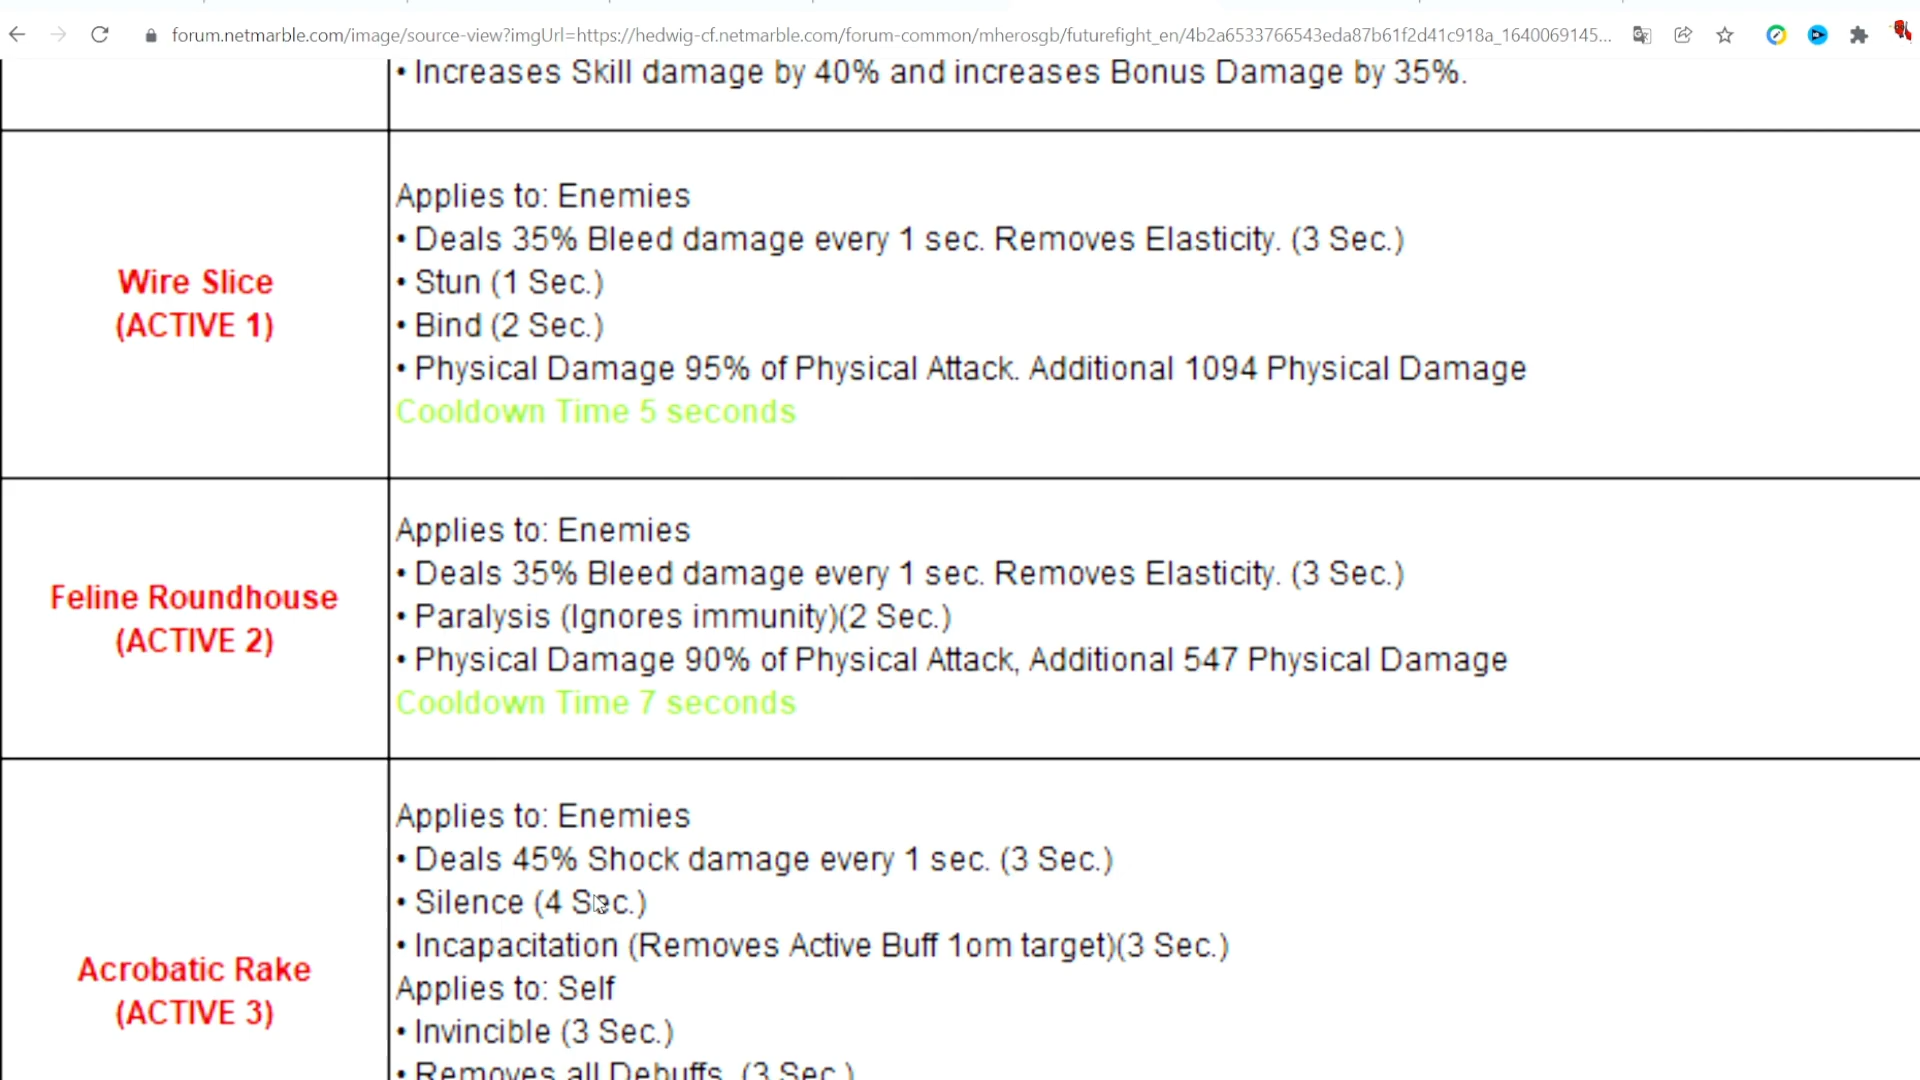 forum.netmarble.com/image/source-view?imgUrl=https://hedwig-cf.netmarble.com/forum-common/mherosgb/futurefight_en/4b2a6533766543eda87b61f2d41c918a_1640069145...
• Increases Skill damage by 40% and increases Bonus Damage by 35%.
Wire Slice
(ACTIVE 1)
Applies to: Enemies
• Deals 35% Bleed damage every 1 sec. Removes Elasticity. (3 Sec.)
• Stun (1 Sec.)
• Bind (2 Sec.)
• Physical Damage 95% of Physical Attack. Additional 1094 Physical Damage
Cooldown Time 5 seconds
Feline Roundhouse
(ACTIVE 2)
Applies to: Enemies
• Deals 35% Bleed damage every 1 sec. Removes Elasticity. (3 Sec.)
• Paralysis (Ignores immunity)(2 Sec.)
• Physical Damage 90% of Physical Attack, Additional 547 Physical Damage
Cooldown Time 7 seconds
Acrobatic Rake
(ACTIVE 3)
Applies to: Enemies
• Deals 45% Shock damage every 1 sec. (3 Sec.)
• Silence (4 Sec.)
• Incapacitation (Removes Active Buff 1om target)(3 Sec.)
Applies to: Self
• Invincible (3 Sec.)
• Removes all Debuffs. (3 Sec.)